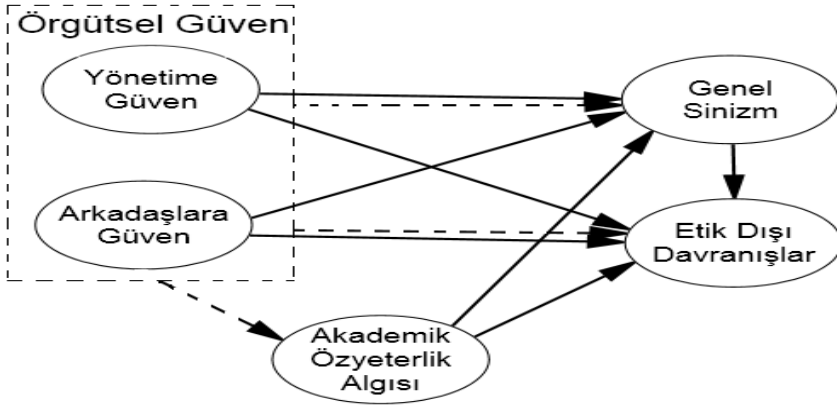 Örgütsel Güven
Yönetime
Güven
Genel
Sinizm
Arkadaşlara
Güven
Etik Dışı
Davranışlar
Akademik
Özyeterlik
Algısı